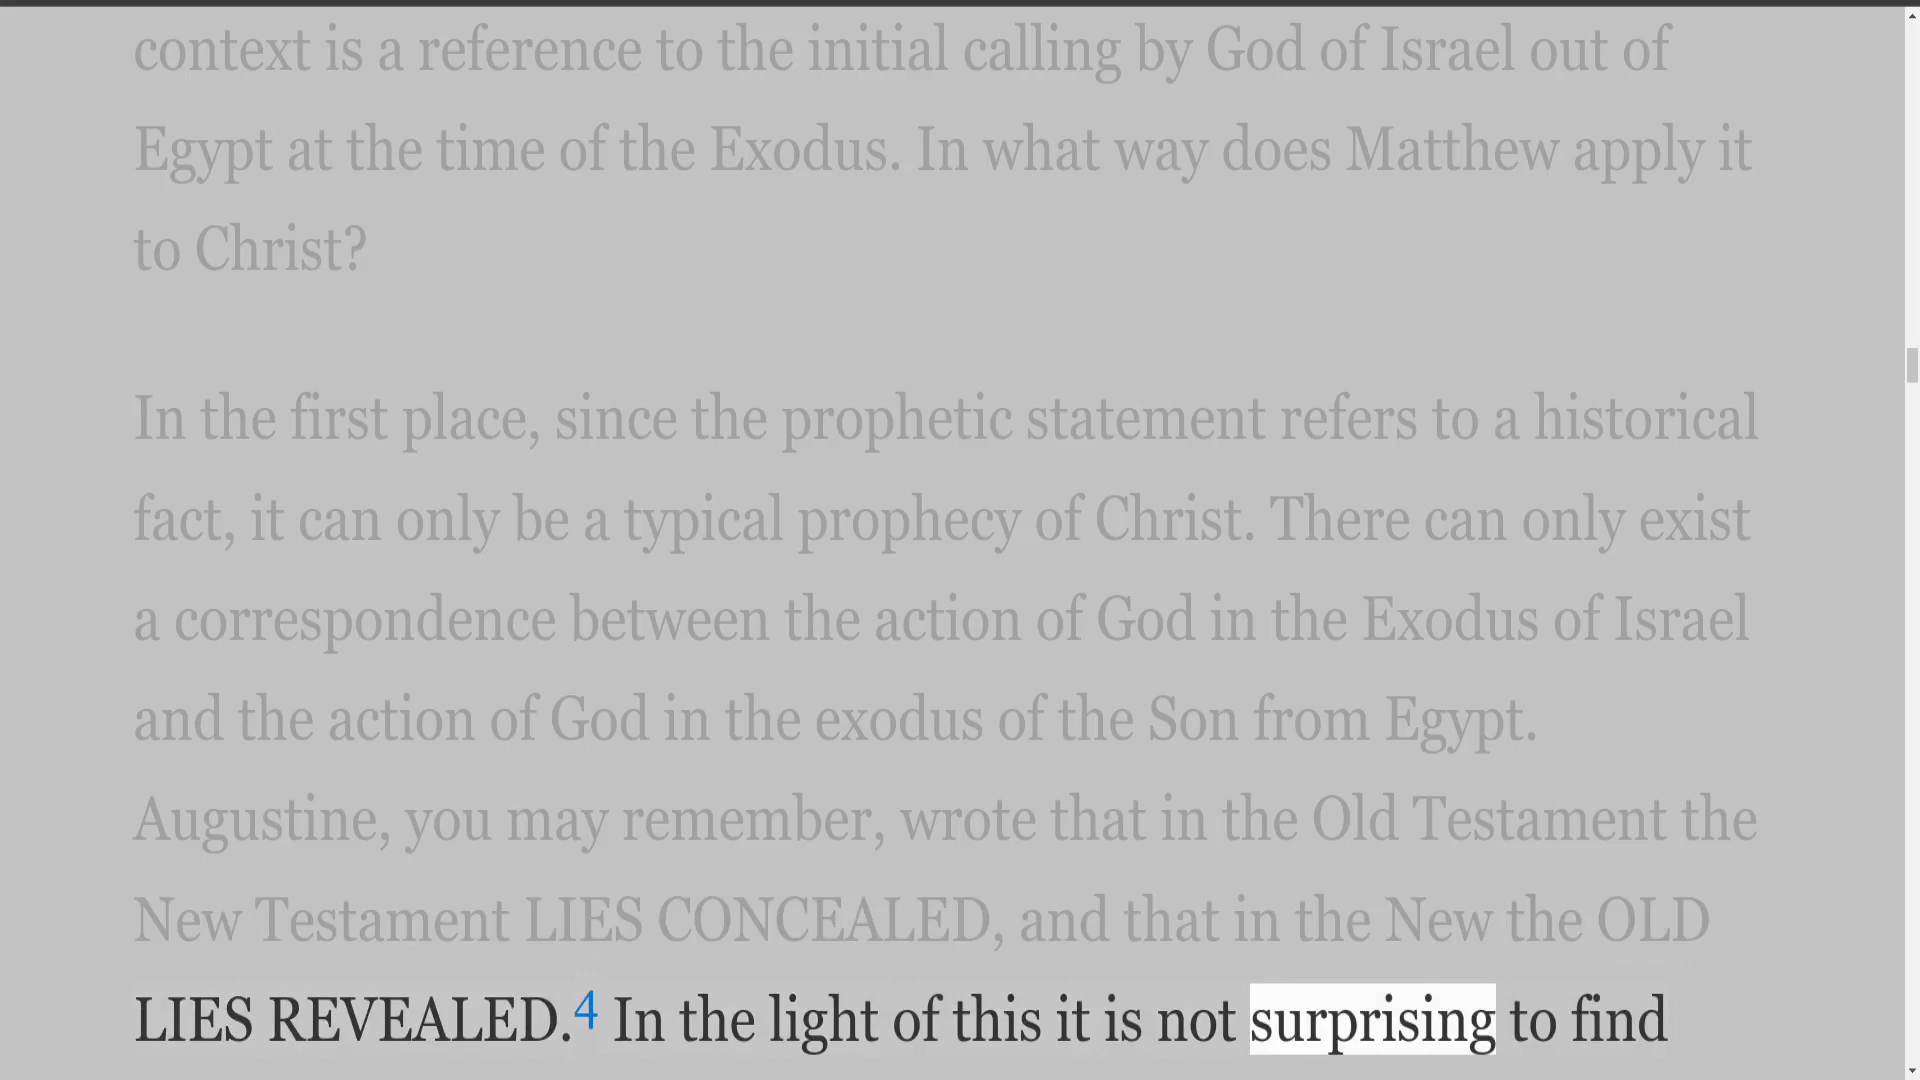 context is a reference to the initial calling by God of Israel out of
Egypt at the time of the Exodus. In what way does Matthew apply it
to Christ?
In the first place, since the prophetic statement refers to a historical
fact, it can only be a typical prophecy of Christ. There can only exist
a correspondence between the action of God in the Exodus of Israel
and the action of God in the exodus of the Son from Egypt.
Augustine, you may remember, wrote that in the Old Testament the
New Testament LIES CONCEALED, and that in the New the OLD
LIES REVEALED.4 In the light of this it is not surprising to find